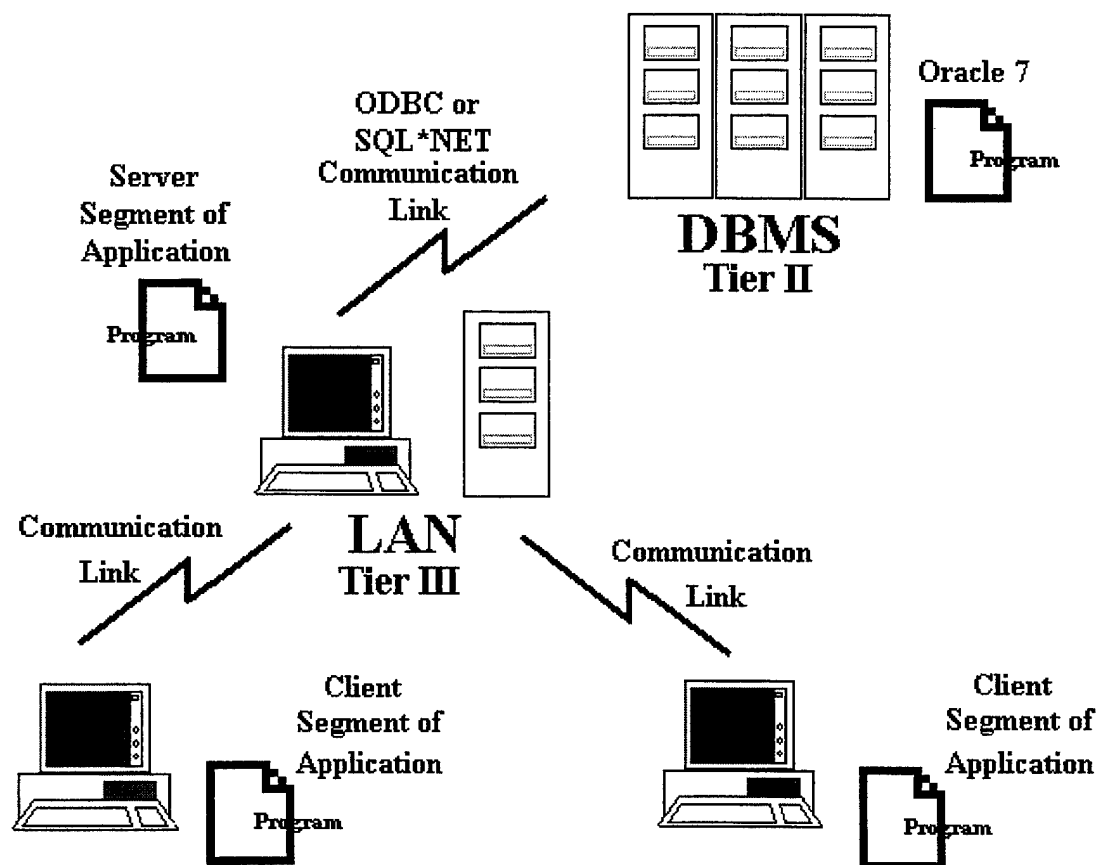 Oracle 7
Program
DBMS
Tier II
ODBC or
SQL*NET
Communication
Link
Server
Segment of
Application
Program
LAN
Tier III
Communication
Link
Communication
Link
Client
Segment of
Application
Program
Client
Segment of
Application
Program